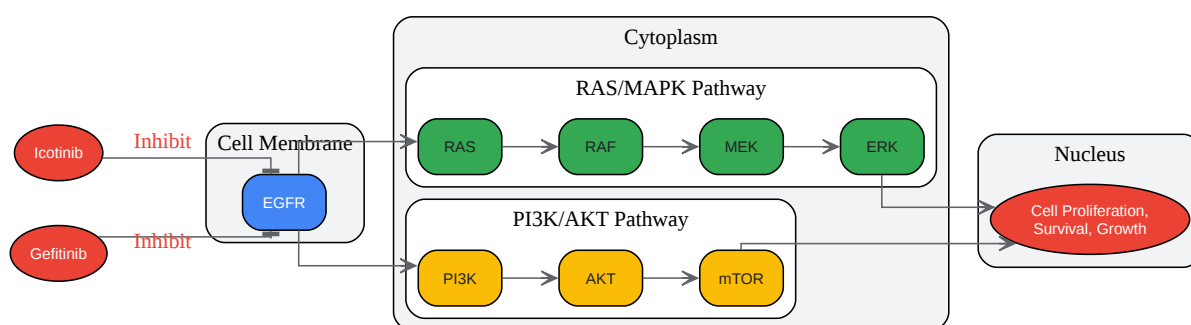 Cytoplasm
RAS/MAPK Pathway
Inhibit
Cell Membrane
Icotinib
RAS
RAF
MEK
ERK
Nucleus
EGFR
Cell Proliferation,
Survival, Growth
PI3K/AKT Pathway
Inhibit
Gefitinib
PI3K
AKT
mTOR